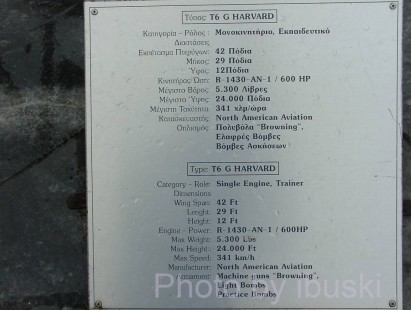 Τύπος: T6 G HARVARD
Κατηγορία - Ρόλος : Μονοκινητήριο, Εκπαιδευτικό
Διαστάσεις
Εκπέτασμα Πτερύγων: 42 Πόδια
Μήκος: 29 Πόδια
Ύψος: 12Πόδια
Κινητήρας-Ώση: R-1430-AN-1 / 600 HP
Μέγιστο Βάρος: 5.300 Λίβρες
Μέγιστο Ύψος: 24.000 Πόδια
Μέγιστη Ταχύτητα: 341 χλμ/ώρα
Κατασκευαστής: North American Aviation
Οπλισμός: Πολυβόλα "Browning",
Ελαφρές Βόμβες
Βόμβες Ασκήσεων
Type: T6 G HARVARD
Category - Role: Single Engine, Trainer
Dimensions
Wing Span: 42 Ft
Lenght: 29 Ft
Height: 12 Ft
Engine - Power: R-1430-AN-1 / 600HP
Max Weight: 5.300 Lbs
Max Height: 24.000 Ft
Max Speed: 341 km/h
Manufacturer: North American Aviation
Armament: Machine guns "Browning",
Light Bombs
Practice Bombs
Photo by Ibuski